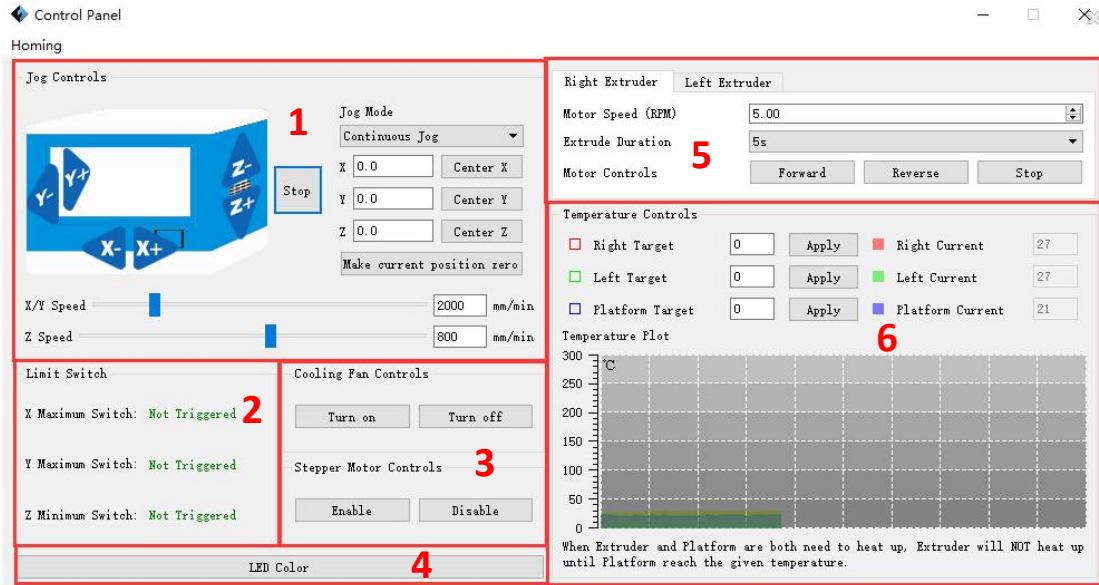 Control Panel
Homing
Jog Controls
1
Jog Mode
Continuous Jog
X 0.0 Center X
Y 0.0 Center Y
Z 0.0 Center Z
Make current position zero
Y- Y+ Z- Z+ X- X+
Stop
X/Y Speed 2000 mm/min
Z Speed 800 mm/min
Limit Switch
2
X Maximum Switch: Not Triggered
Y Maximum Switch: Not Triggered
Z Minimum Switch: Not Triggered
Cooling Fan Controls
Turn on Turn off
3
Stepper Motor Controls
Enable Disable
LED Color
4
Right Extruder Left Extruder
Motor Speed (RPM) 5.00
Extrude Duration 5s
5
Motor Controls Forward Reverse Stop
Temperature Controls
Right Target 0 Apply Right Current 27
Left Target 0 Apply Left Current 27
Platform Target 0 Apply Platform Current 21
6
Temperature Plot
300 °C
250
200
150
100
50
0
When Extruder and Platform are both need to heat up, Extruder will NOT heat up
until Platform reach the given temperature.